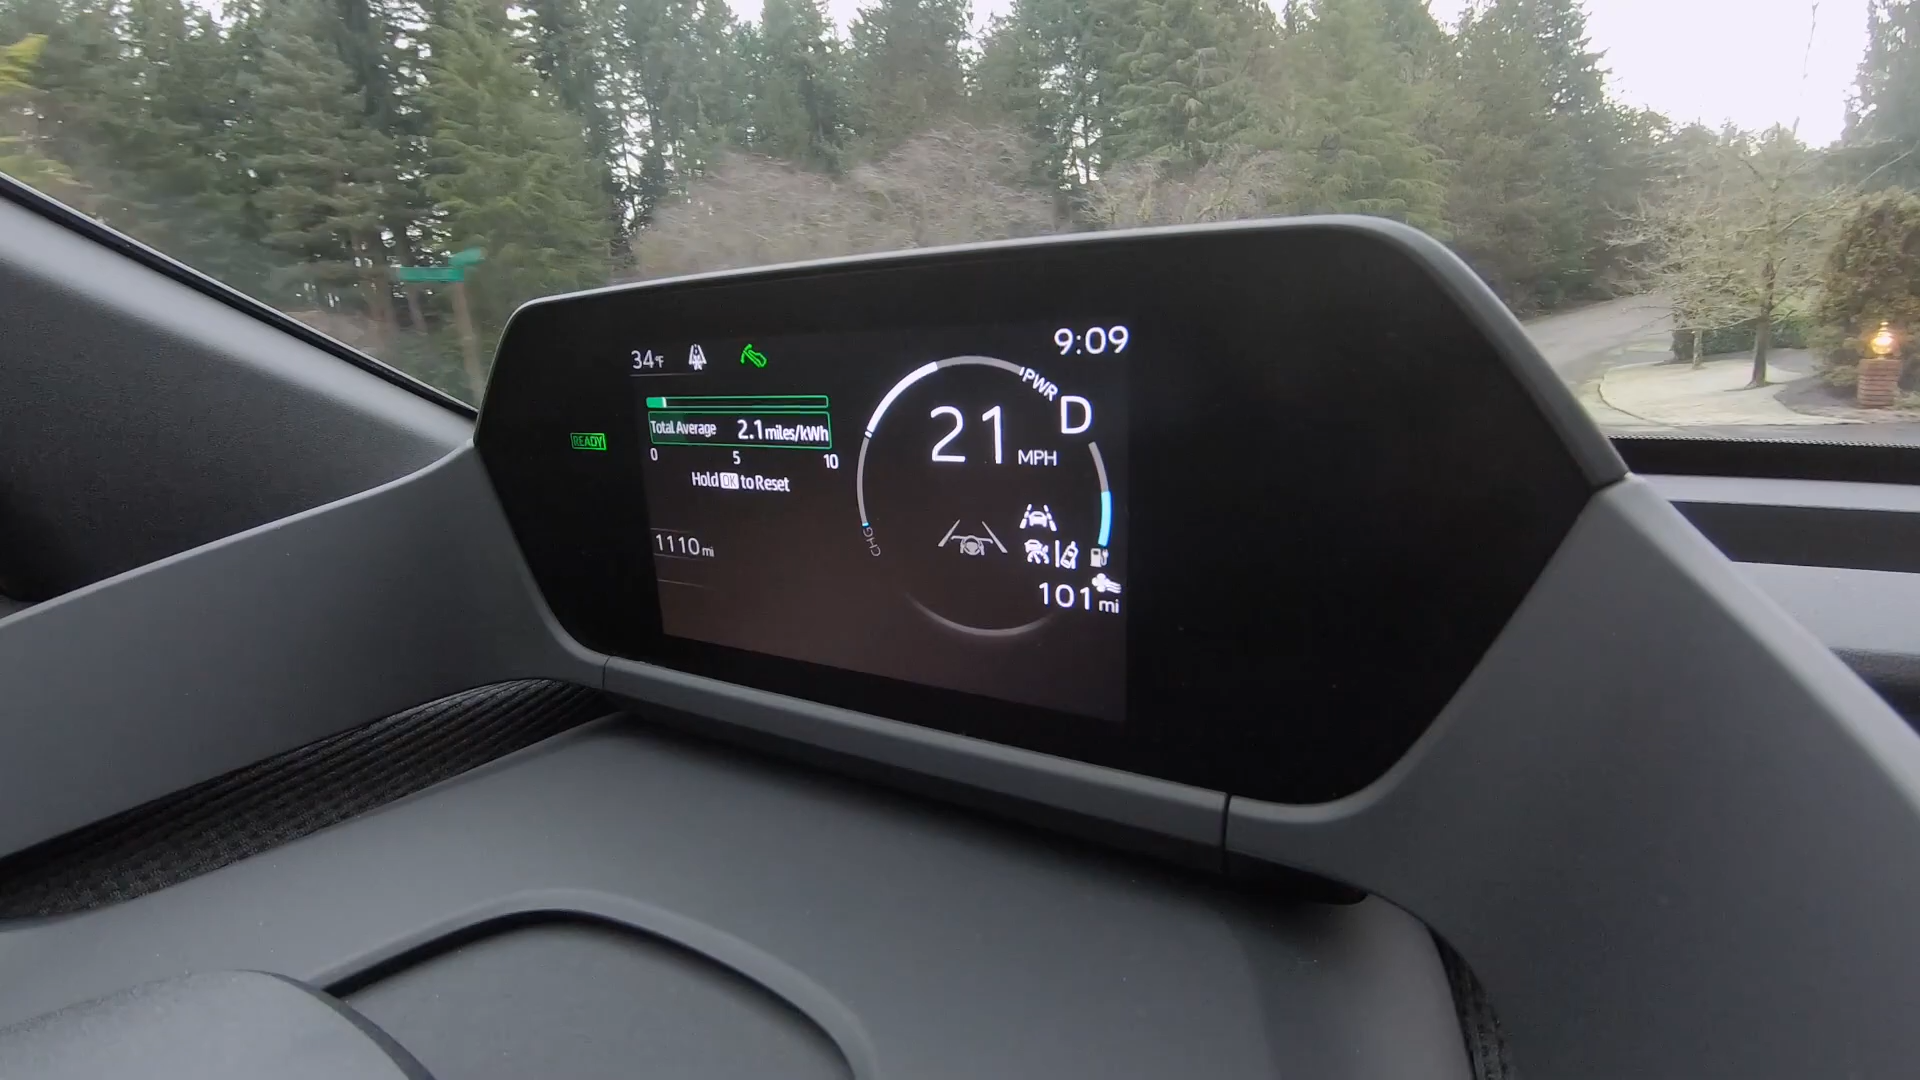 9:09
34°F
PWR
D
READY
Total Average 2.1 miles/kWh
21
MPH
0 5 10
Hold OK to Reset
CHG
1110 mi
101 mi